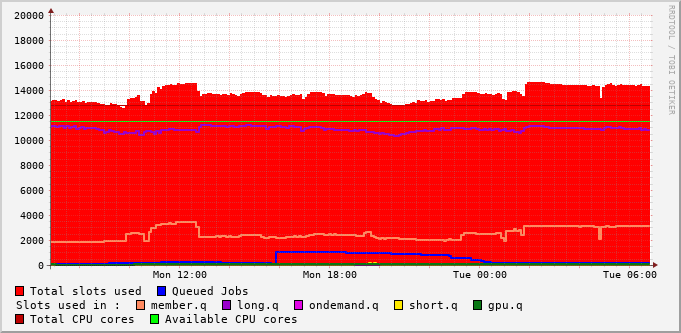 RRDTOOL / TOBI OETIKER
20000
18000
16000
14000
12000
10000
8000
6000
4000
2000
0
Mon 12:00 Mon 18:00 Tue 00:00 Tue 06:00
Total slots used Queued Jobs
Slots used in : member.q long.q ondemand.q short.q gpu.q
Total CPU cores Available CPU cores